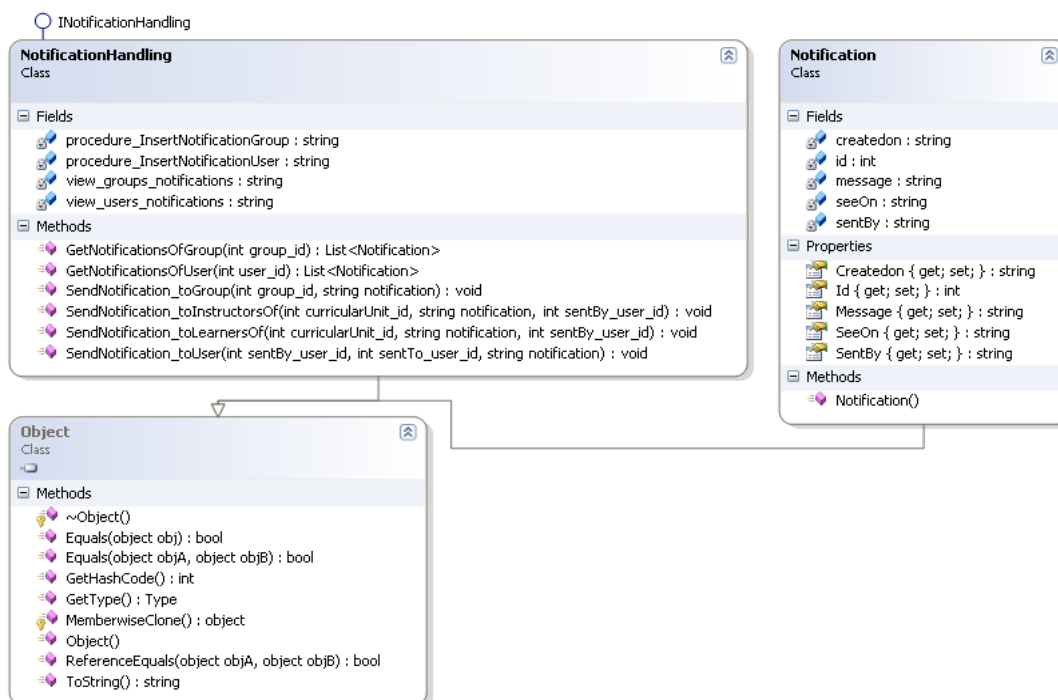 INotificationHandling
NotificationHandling
Class
Fields
procedure_InsertNotificationGroup : string
procedure_InsertNotificationUser : string
view_groups_notifications : string
view_users_notifications : string
Methods
GetNotificationsOfGroup(int group_id) : List<Notification>
GetNotificationsOfUser(int user_id) : List<Notification>
SendNotification_toGroup(int group_id, string notification) : void
SendNotification_toInstructorsOf(int curricularUnit_id, string notification, int sentBy_user_id) : void
SendNotification_toLearnersOf(int curricularUnit_id, string notification, int sentBy_user_id) : void
SendNotification_toUser(int sentBy_user_id, int sentTo_user_id, string notification) : void
Notification
Class
Fields
createdon : string
id : int
message : string
seeOn : string
sentBy : string
Properties
Createdon { get; set; } : string
Id { get; set; } : int
Message { get; set; } : string
SeeOn { get; set; } : string
SentBy { get; set; } : string
Methods
Notification()
Object
Class
Methods
~Object()
Equals(object obj) : bool
Equals(object objA, object objB) : bool
GetHashCode() : int
GetType() : Type
MemberwiseClone() : object
Object()
ReferenceEquals(object objA, object objB) : bool
ToString() : string